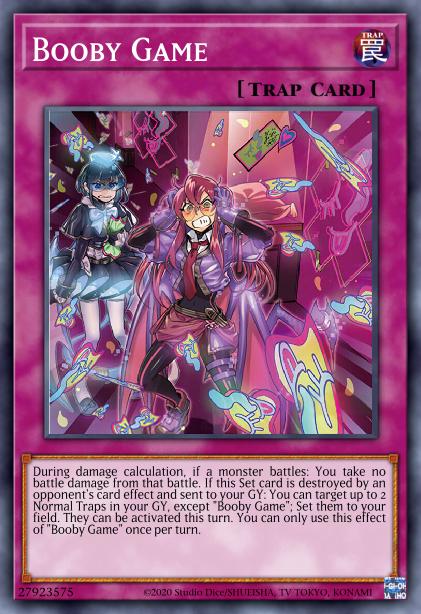 Booby Game
TRAP
罠
[TRAP CARD]
During damage calculation, if a monster battles: You take no
battle damage from that battle. If this Set card is destroyed by an
opponent's card effect and sent to your GY: You can target up to 2
Normal Traps in your GY, except "Booby Game"; Set them to your
field. They can be activated this turn. You can only use this effect
of "Booby Game" once per turn.
27923575
©2020 Studio Dice/SHUEISHA, TV TOKYO, KONAMI